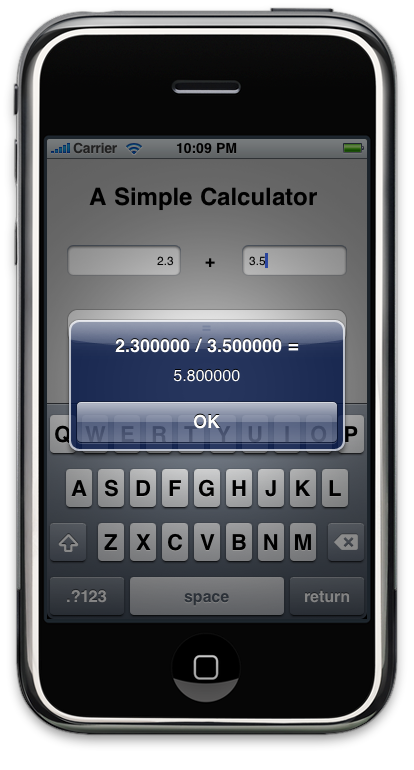 Carrier 10:09 PM
A Simple Calculator
2.3 + 3.5
=
2.300000 / 3.500000 =
5.800000
OK
Q W E R T Y U I O P
A S D F G H J K L
Z X C V B N M
.?123 space return